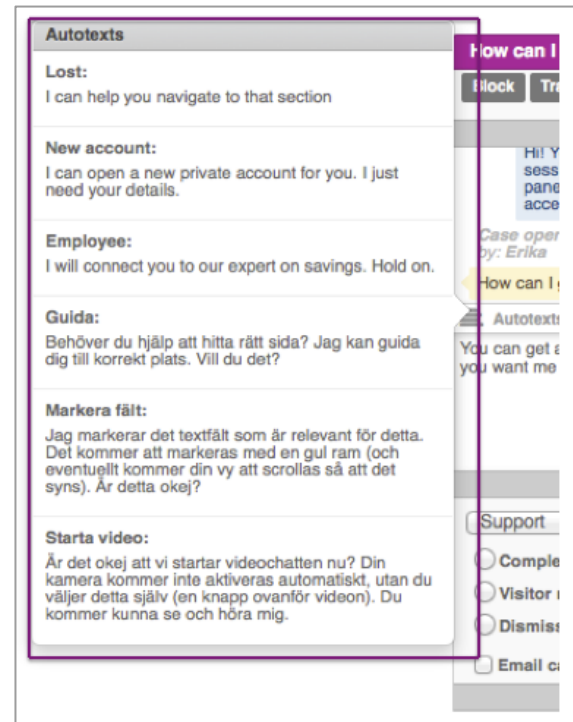 Autotexts
Lost:
I can help you navigate to that section
New account:
I can open a new private account for you. I just
need your details.
Employee:
I will connect you to our expert on savings. Hold on.
Guida:
Behöver du hjälp att hitta rätt sida? Jag kan guida
dig till korrekt plats. Vill du det?
Markera fält:
Jag markerar det textfält som är relevant för detta.
Det kommer att markeras med en gul ram (och
eventuellt kommer din vy att scrollas så att det
syns). Är detta okej?
Starta video:
Är det okej att vi startar videochatten nu? Din
kamera kommer inte aktiveras automatiskt, utan du
väljer detta själv (en knapp ovanför videon). Du
kommer kunna se och höra mig.
How can I
Block
Hi!
Case
by: Erika
How can I
Autotexts
You can get a
you want me
Support
Visitor
Email